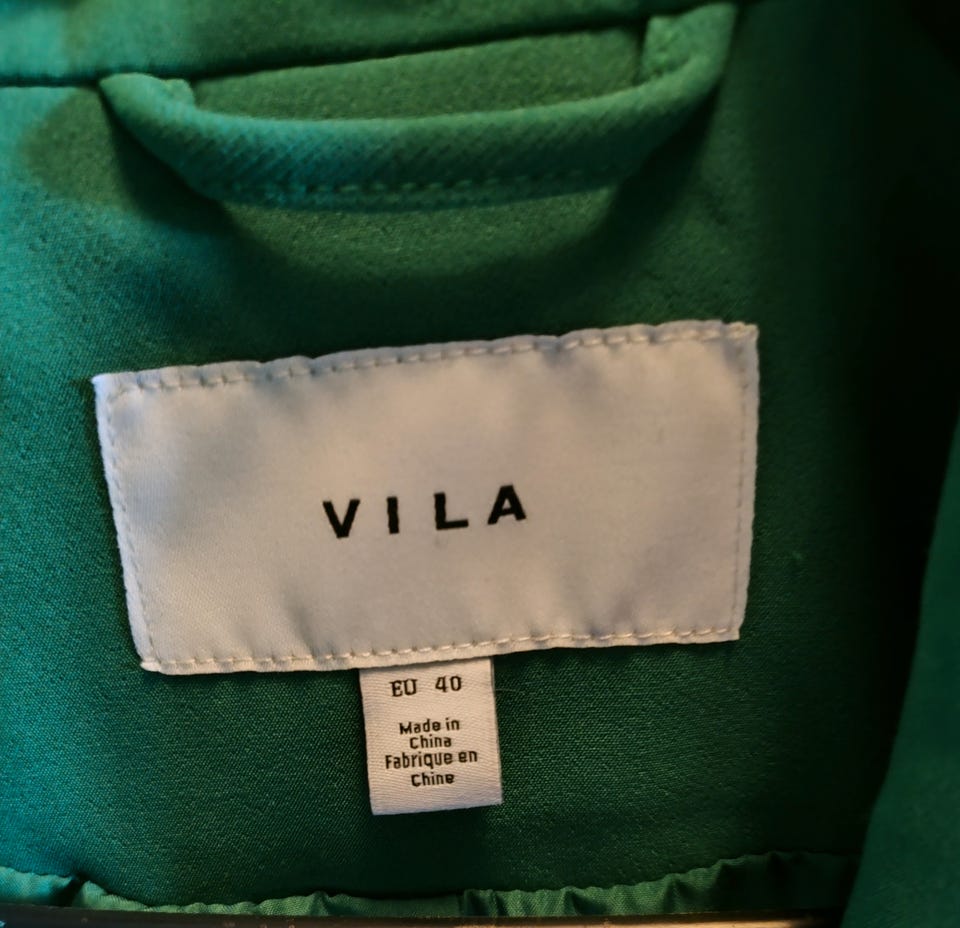 VILA
EU 40
Made in
China
Fabrique en
Chine